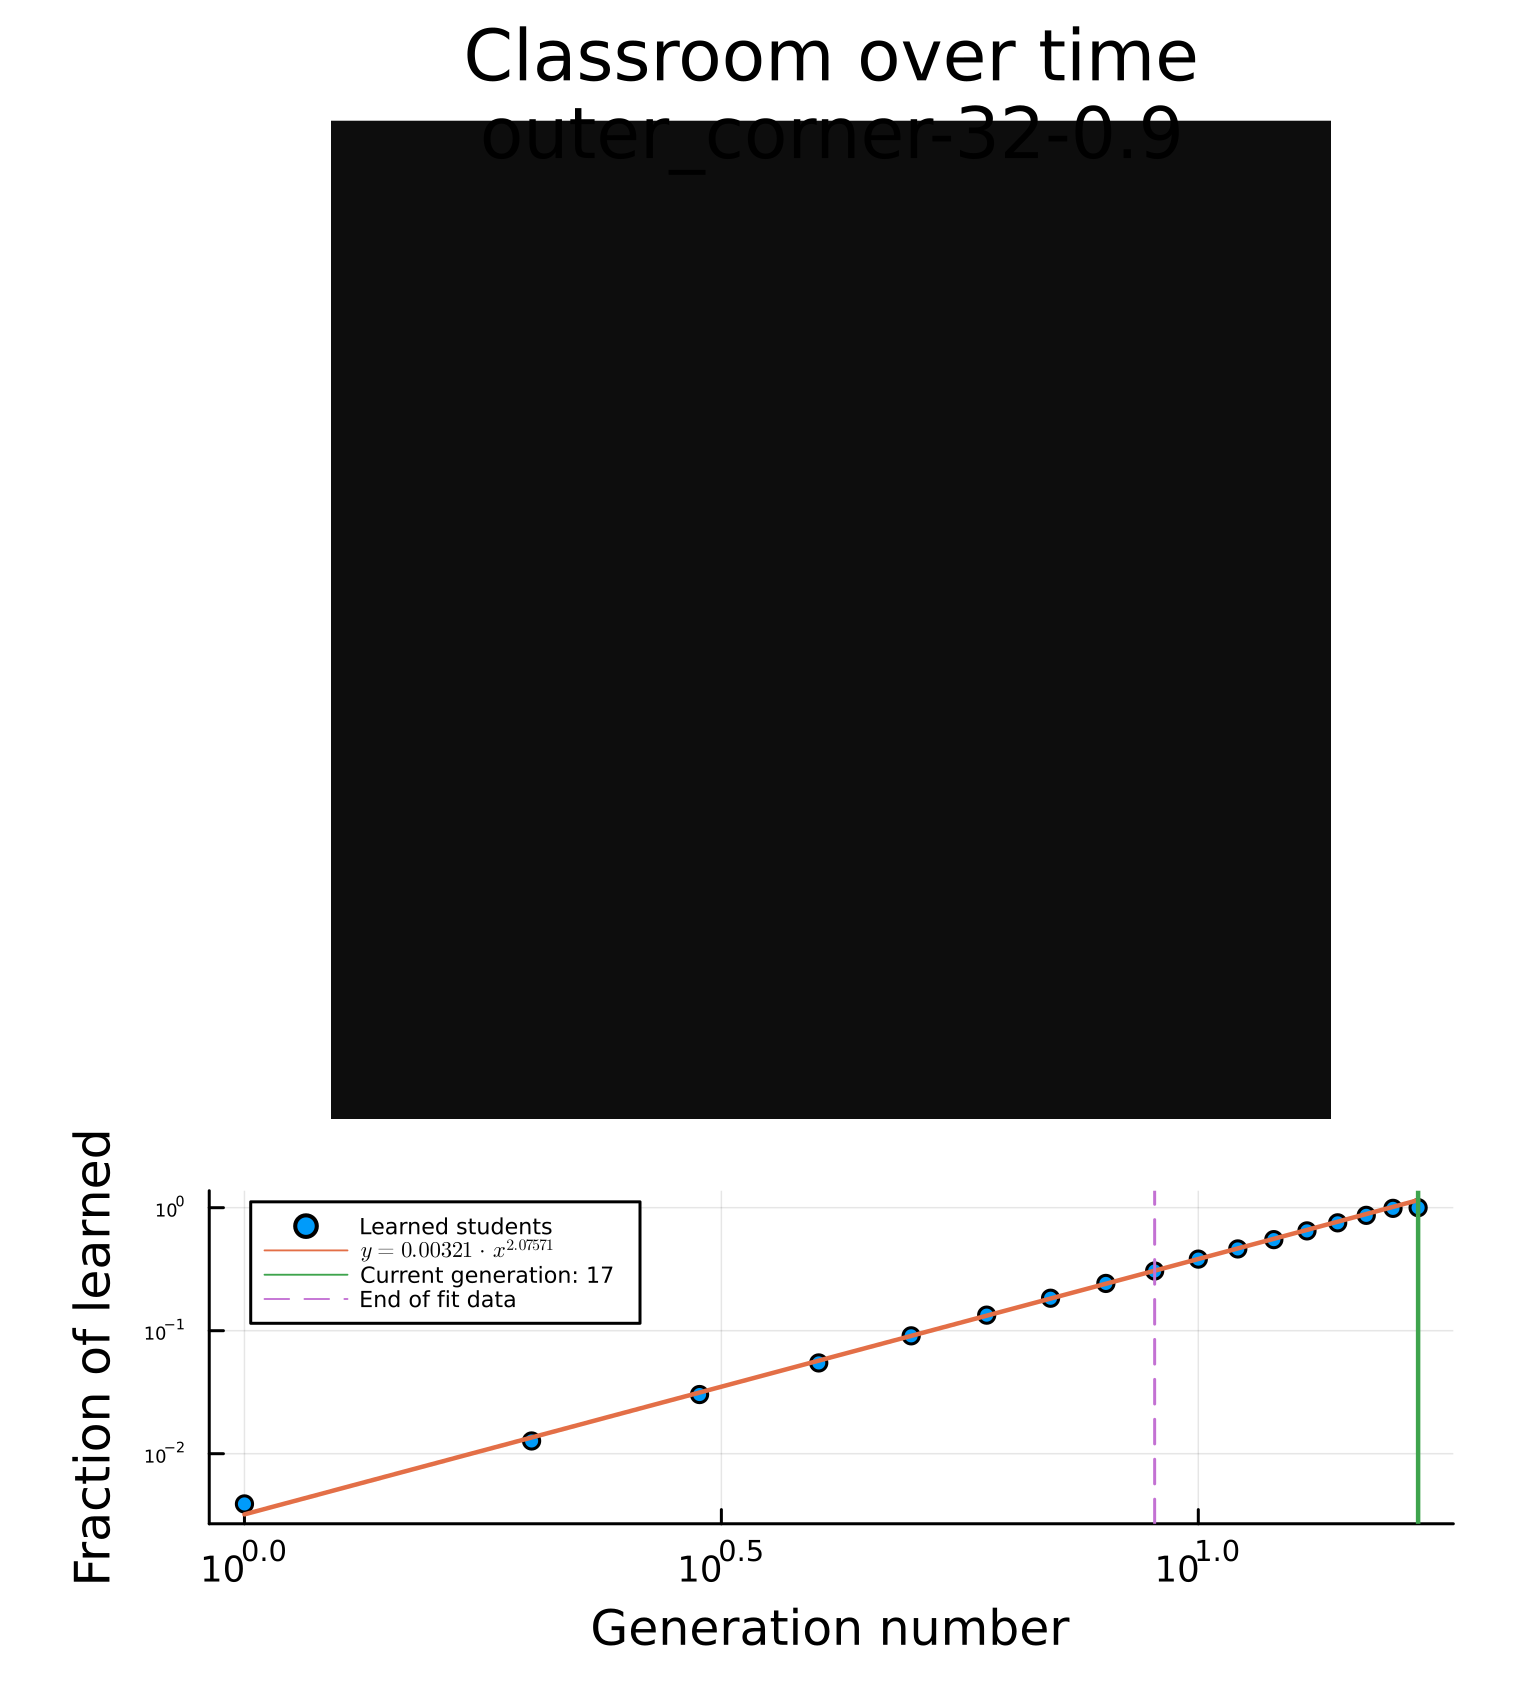 Classroom over time
outer_corner-32-0.9
Fraction of learned
10⁰
10⁻¹
10⁻²
Learned students
y = 0.00321 · x^2.07571
Current generation: 17
End of fit data
10^0.0
10^0.5
10^1.0
Generation number